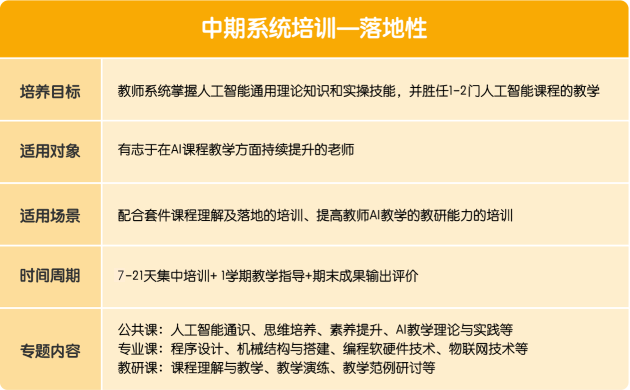 中期系统培训—落地性
培养目标
教师系统掌握人工智能通用理论知识和实操技能，并胜任1-2门人工智能课程的教学
适用对象
有志于在AI课程教学方面持续提升的老师
适用场景
配合套件课程理解及落地的培训、提高教师AI教学的教研能力的培训
时间周期
7-21天集中培训+ 1学期教学指导+期末成果输出评价
专题内容
公共课：人工智能通识、思维培养、素养提升、AI教学理论与实践等
专业课：程序设计、机械结构与搭建、编程软硬件技术、物联网技术等
教研课：课程理解与教学、教学演练、教学范例研讨等